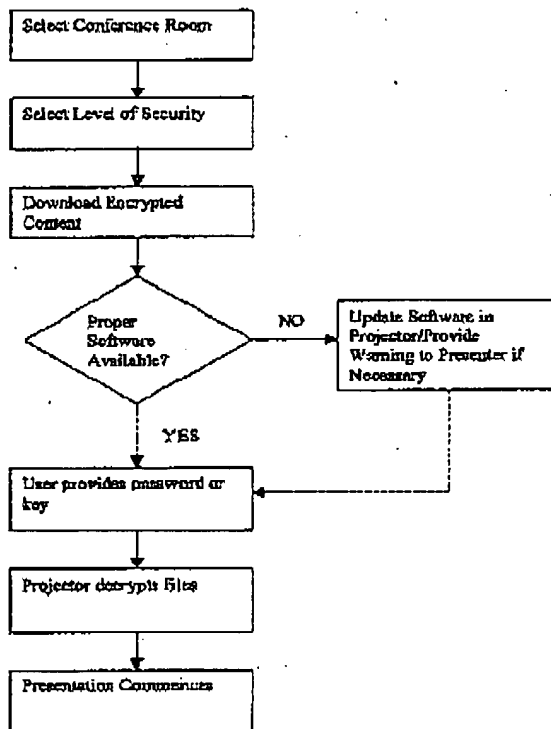 Select Conference Room
Select Level of Security
Download Encrypted
Content
Proper
Software
Available?
NO
Update Software in
Projector/Provide
Warning to Presenter if
Necessary
YES
User provides password or
key
Projector decrypts Files
Presentation Commences